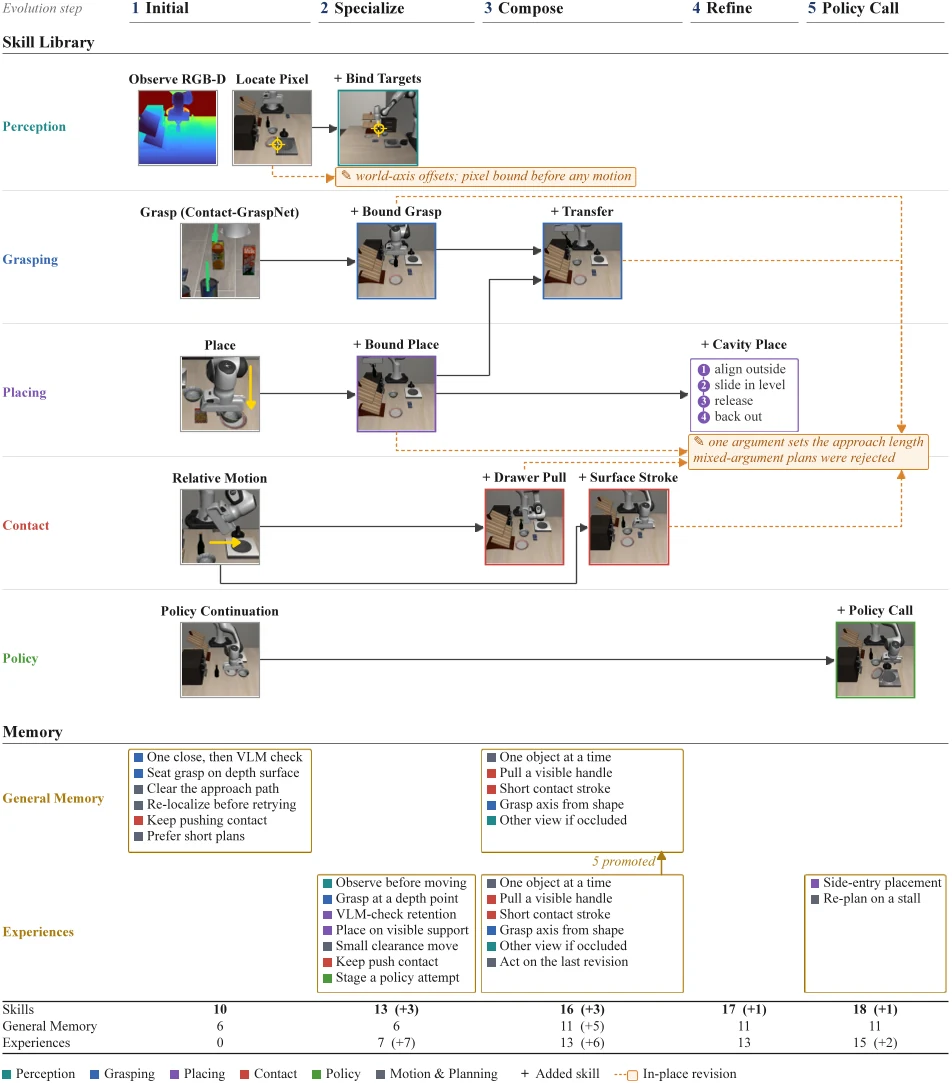 Evolution step
1 Initial
2 Specialize
3 Compose
4 Refine
5 Policy Call
Skill Library
Observe RGB-D
Locate Pixel
+ Bind Targets
Perception
✎ world-axis offsets; pixel bound before any motion
Grasp (Contact-GraspNet)
+ Bound Grasp
+ Transfer
Grasping
Place
+ Bound Place
+ Cavity Place
Placing
1 align outside
2 slide in level
3 release
4 back out
✎ one argument sets the approach length
mixed-argument plans were rejected
Relative Motion
+ Drawer Pull
+ Surface Stroke
Contact
Policy Continuation
+ Policy Call
Policy
Memory
General Memory
One close, then VLM check
Seat grasp on depth surface
Clear the approach path
Re-localize before retrying
Keep pushing contact
Prefer short plans
One object at a time
Pull a visible handle
Short contact stroke
Grasp axis from shape
Other view if occluded
5 promoted
Experiences
Observe before moving
Grasp at a depth point
VLM-check retention
Place on visible support
Small clearance move
Keep push contact
Stage a policy attempt
One object at a time
Pull a visible handle
Short contact stroke
Grasp axis from shape
Other view if occluded
Act on the last revision
Side-entry placement
Re-plan on a stall
Skills 10 13 (+3) 16 (+3) 17 (+1) 18 (+1)
General Memory 6 6 11 (+5) 11 11
Experiences 0 7 (+7) 13 (+6) 13 15 (+2)
Perception Grasping Placing Contact Policy Motion & Planning + Added skill In-place revision